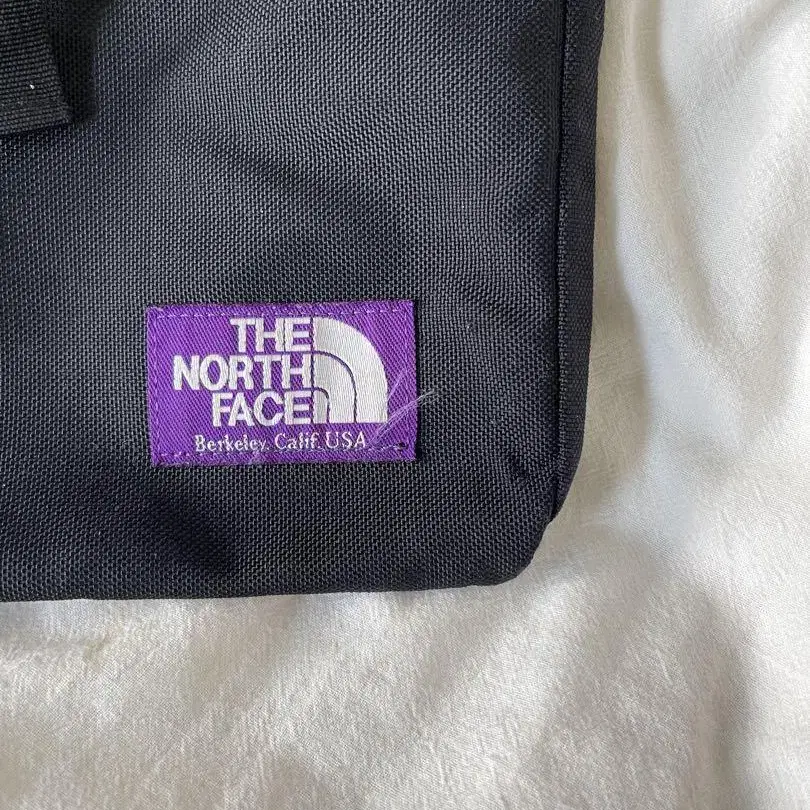 THE
NORTH
FACE
Berkeley, Calif. USA